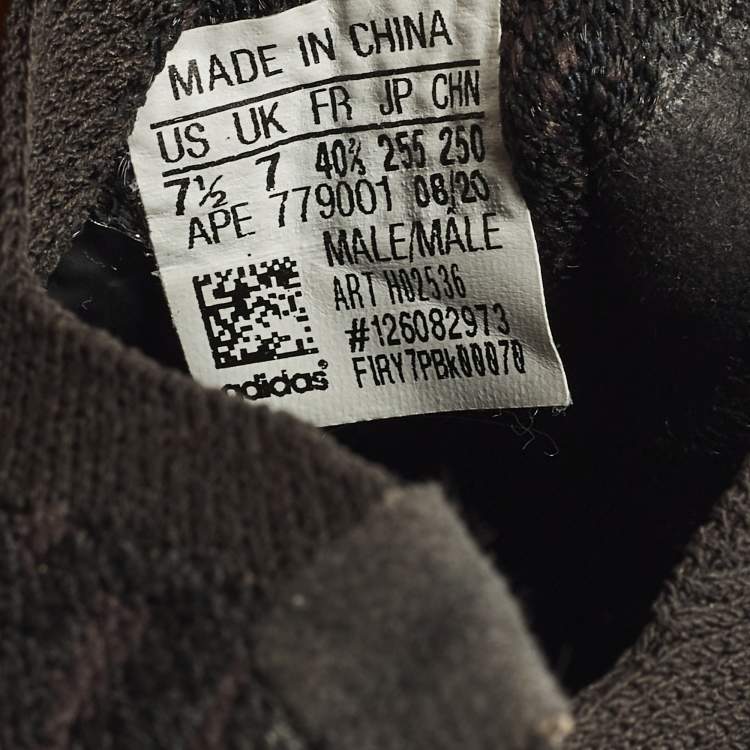 MADE IN CHINA
US UK FR JP CHN
7½ 7 40⅔ 255 250
APE 779001 08/20
MALE/MÂLE
ART H02536
#126082973
FIRY7PBk00070
adidas®